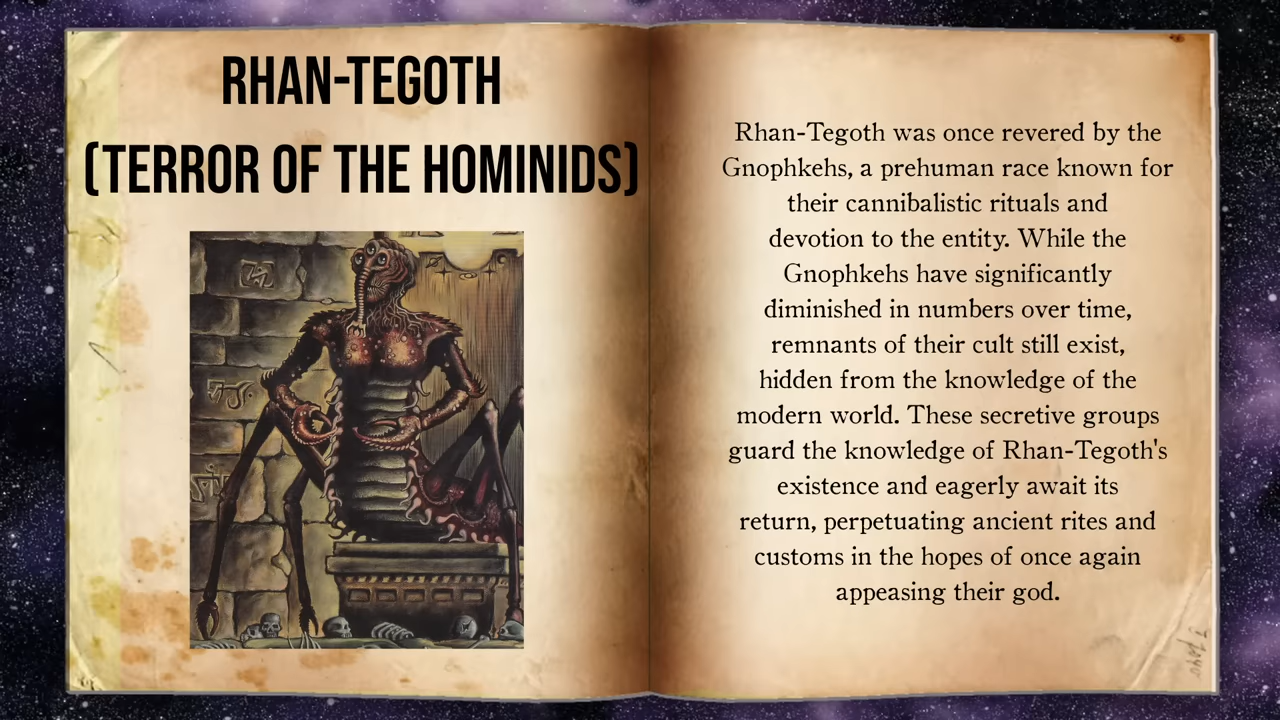 RHAN-TEGOTH
(TERROR OF THE HOMINIDS)
Rhan-Tegoth was once revered by the
Gnophkehs, a prehuman race known for
their cannibalistic rituals and
devotion to the entity. While the
Gnophkehs have significantly
diminished in numbers over time,
remnants of their cult still exist,
hidden from the knowledge of the
modern world. These secretive groups
guard the knowledge of Rhan-Tegoth's
existence and eagerly await its
return, perpetuating ancient rites and
customs in the hopes of once again
appeasing their god.